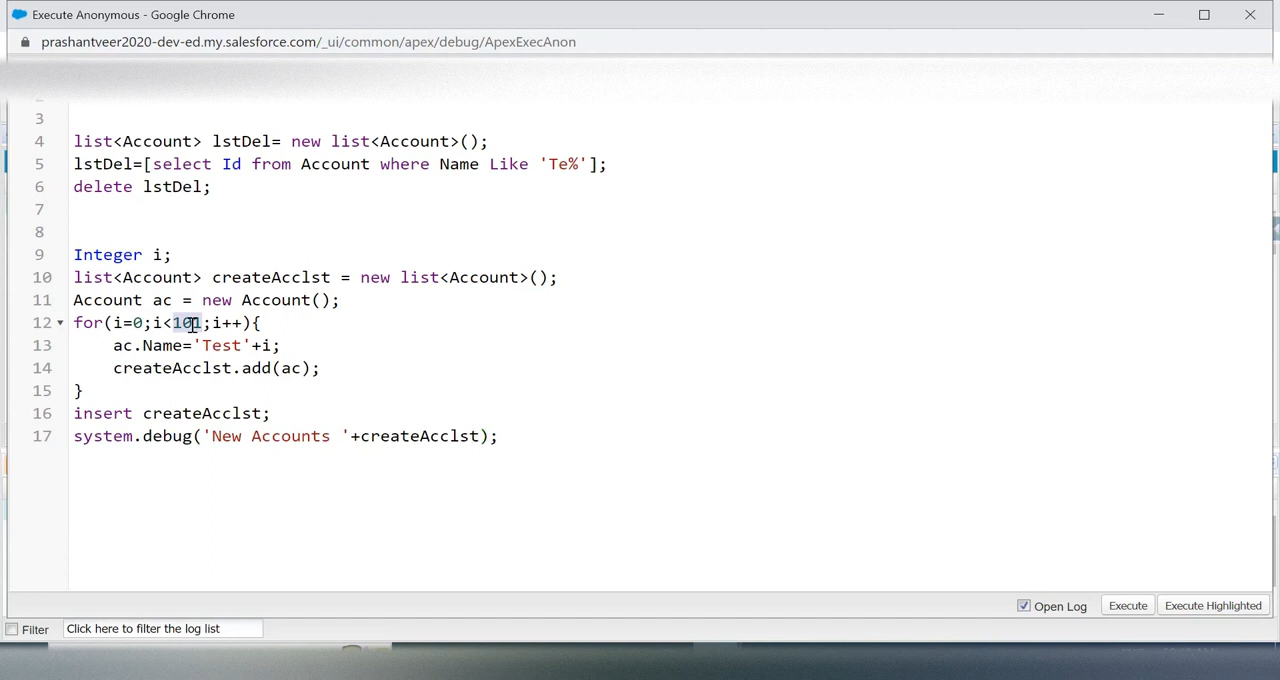 Execute Anonymous - Google Chrome
prashantveer2020-dev-ed.my.salesforce.com/_ui/common/apex/debug/ApexExecAnon
3
4 list<Account> lstDel= new list<Account>();
5 lstDel=[select Id from Account where Name Like 'Te%'];
6 delete lstDel;
7
8
9 Integer i;
10 list<Account> createAcclst = new list<Account>();
11 Account ac = new Account();
12 for(i=0;i<101;i++){
13 ac.Name='Test'+i;
14 createAcclst.add(ac);
15 }
16 insert createAcclst;
17 system.debug('New Accounts '+createAcclst);
Open Log Execute Execute Highlighted
Filter Click here to filter the log list